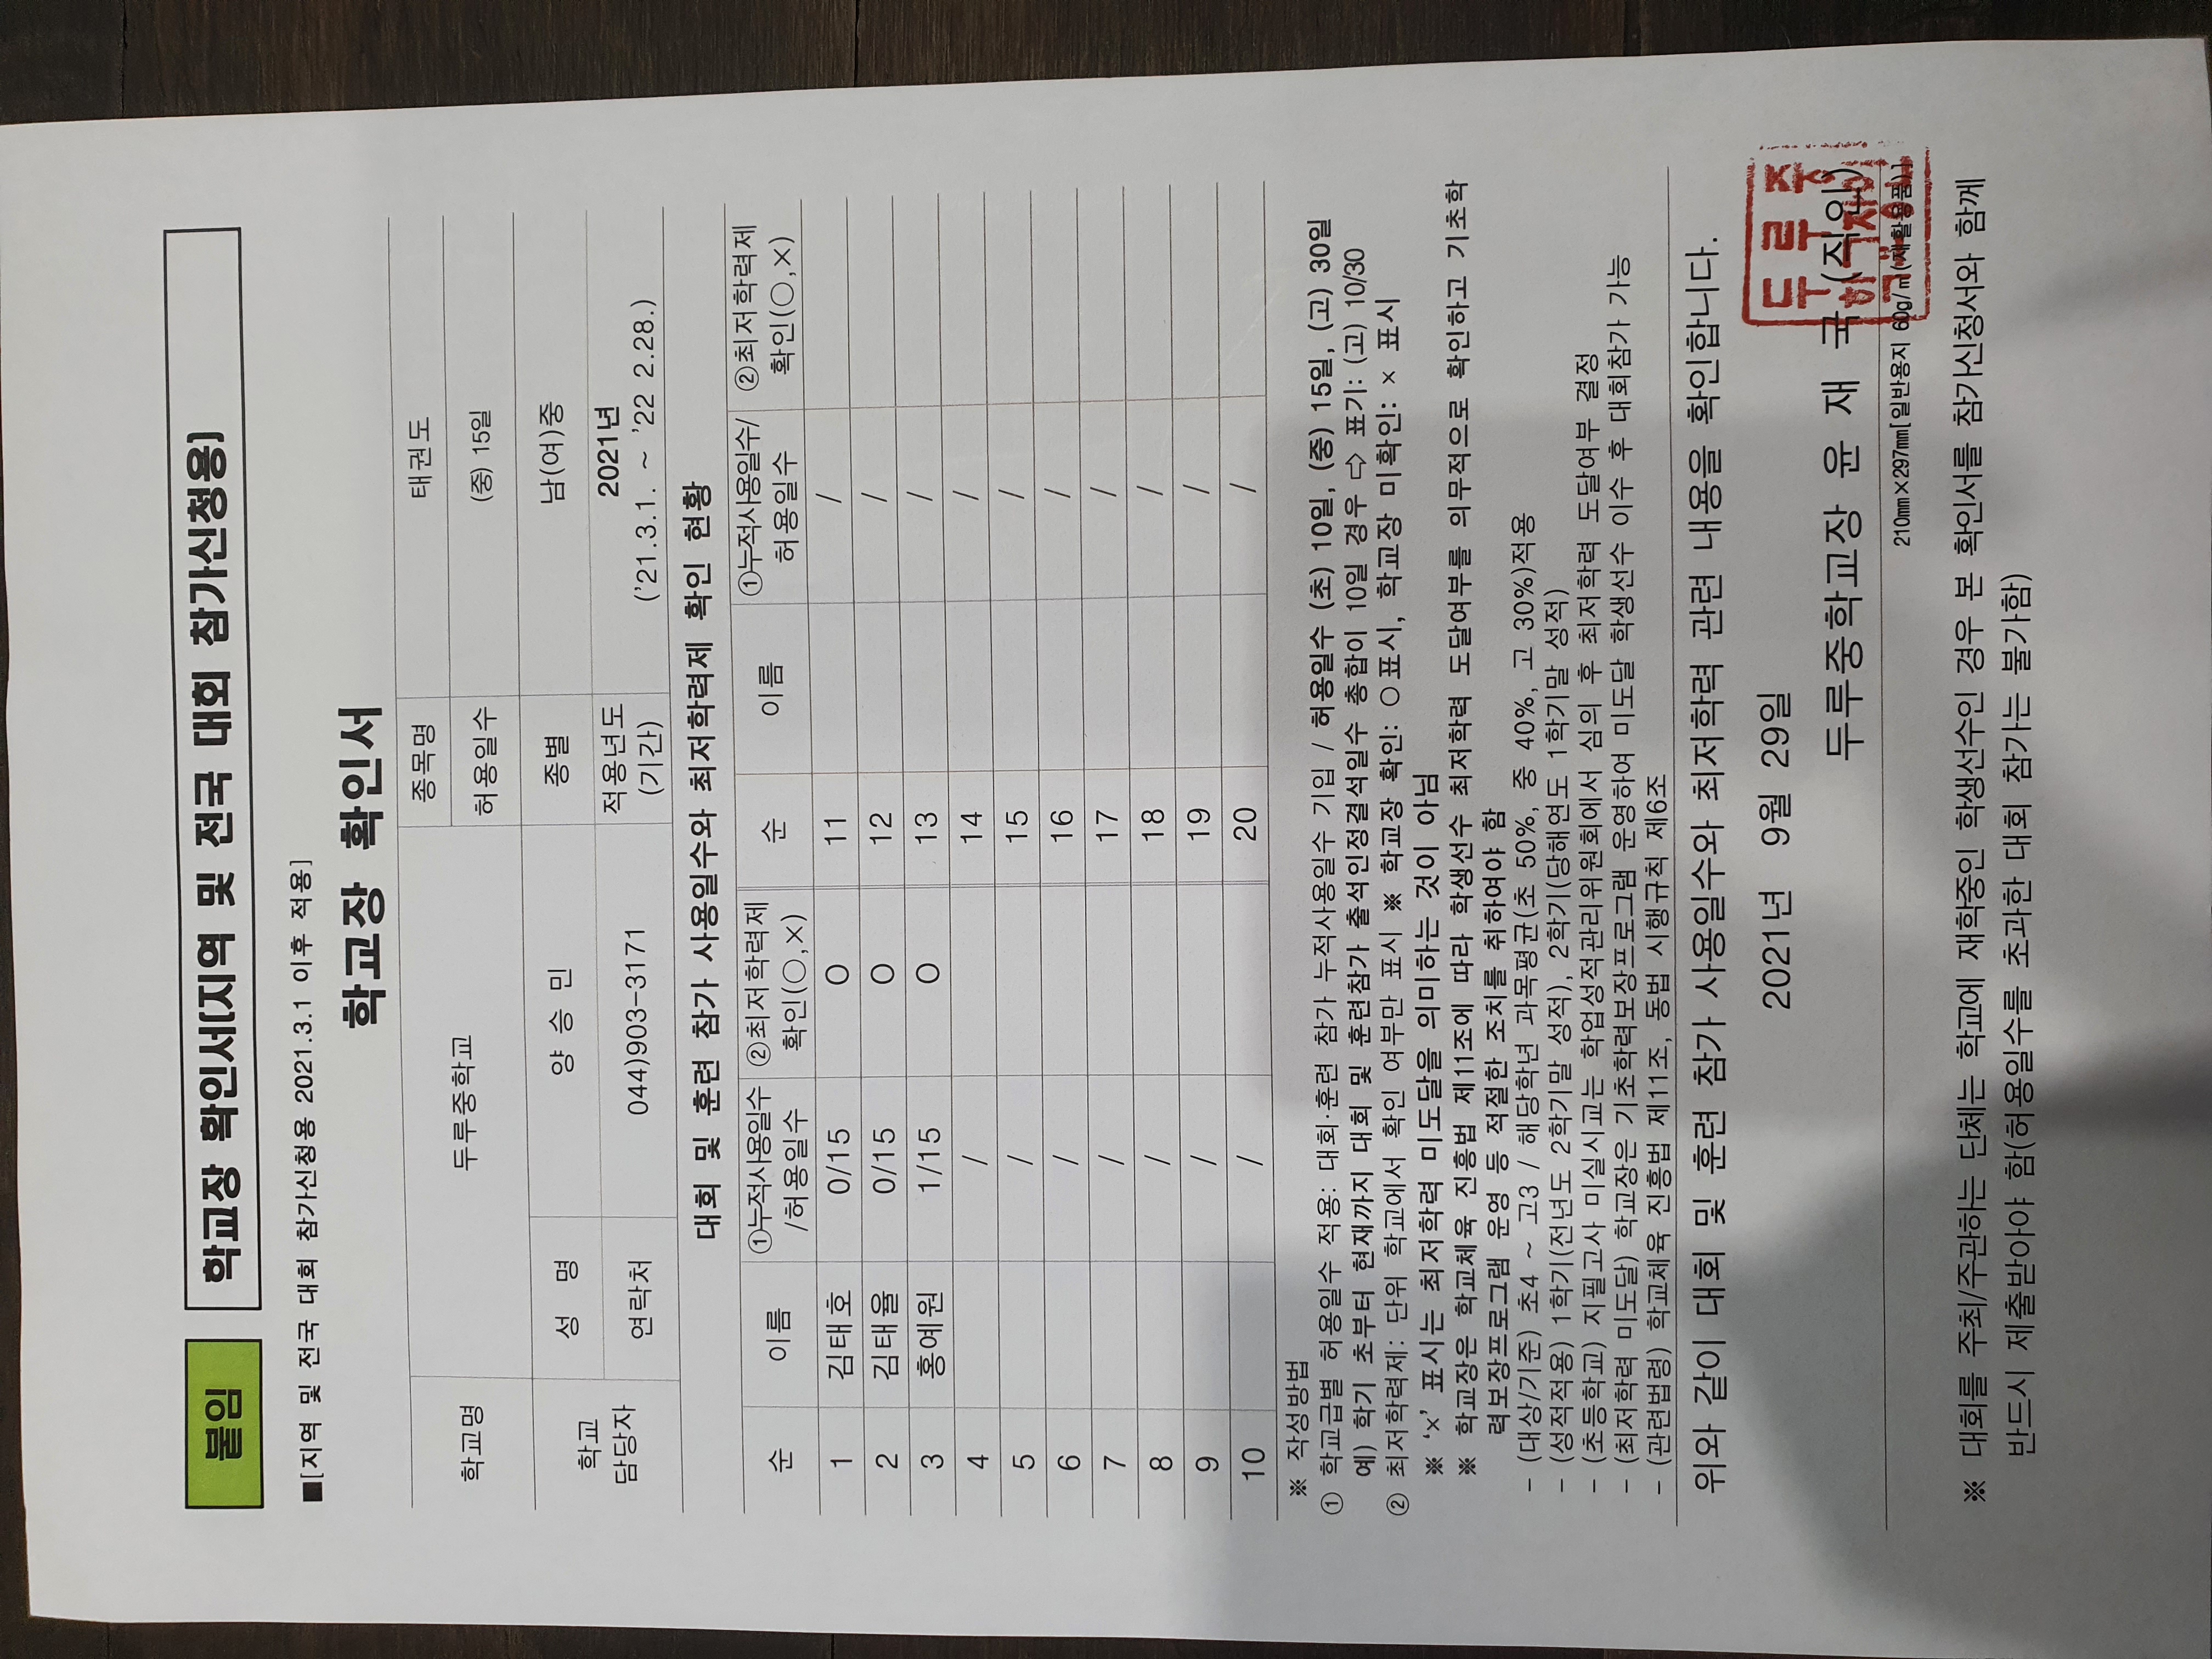 붙임
학교장 확인서(지역 및 전국 대회 참가신청용)
■[지역 및 전국 대회 참가신청용 2021.3.1 이후 적용]
학교장 확인서
학교명 두루중학교 종목명 태권도
허용일수 (중) 15일
학교 담당자 성 명 양 승 민 종별 남(여)중
연락처 044)903-3171 적용년도 (기간) 2021년
('21.3.1. ~ '22 2.28.)
대회 및 훈련 참가 사용일수와 최저학력제 확인 현황
순 이름 ①누적사용일수/허용일수 ②최저학력제 확인(○,×) 순 이름 ①누적사용일수/허용일수 ②최저학력제 확인(○,×)
1 김태호 0/15 O 11 /
2 김태율 0/15 O 12 /
3 홍예원 1/15 O 13 /
4 / 14 /
5 / 15 /
6 / 16 /
7 / 17 /
8 / 18 /
9 / 19 /
10 / 20 /
※ 작성방법
① 학교급별 허용일수 적용: 대회·훈련 참가 누적사용일수 기입 / 허용일수 (초) 10일, (중) 15일, (고) 30일
예) 학기 초부터 현재까지 대회 및 훈련참가 출석인정결석일수 총합이 10일 경우 ⇨ 표기: (고) 10/30
② 최저학력제: 단위 학교에서 확인 여부만 표시 ※ 학교장 확인: ○표시, 학교장 미확인: × 표시
※ '×' 표시는 최저학력 미도달을 의미하는 것이 아님
※ 학교장은 학교체육 진흥법 제11조에 따라 학생선수 최저학력 도달여부를 의무적으로 확인하고 기초학
력보장프로그램 운영 등 적절한 조치를 취하여야 함
- (대상/기준) 초4 ~ 고3 / 해당학년 과목평균(초 50%, 중 40%, 고 30%)적용
- (성적적용) 1학기(전년도 2학기말 성적), 2학기(당해연도 1학기말 성적)
- (초등학교) 지필고사 미실시교는 학업성적관리위원회에서 심의 후 최저학력 도달여부 결정
- (최저학력 미도달) 학교장은 기초학력보장프로그램 운영하여 미도달 학생선수 이수 후 대회참가 가능
- (관련법령) 학교체육 진흥법 제11조, 동법 시행규칙 제6조
위와 같이 대회 및 훈련 참가 사용일수와 최저학력 관련 내용을 확인합니다.
2021년 9월 29일
두루중학교장 윤 재 국 (직인)
두루중
210㎜×297㎜[일반용지 60g/㎡(재활용품)]
※ 대회를 주최/주관하는 단체는 학교에 재학중인 학생선수인 경우 본 확인서를 참가신청서와 함께
반드시 제출받아야 함(허용일수를 초과한 대회 참가는 불가함)